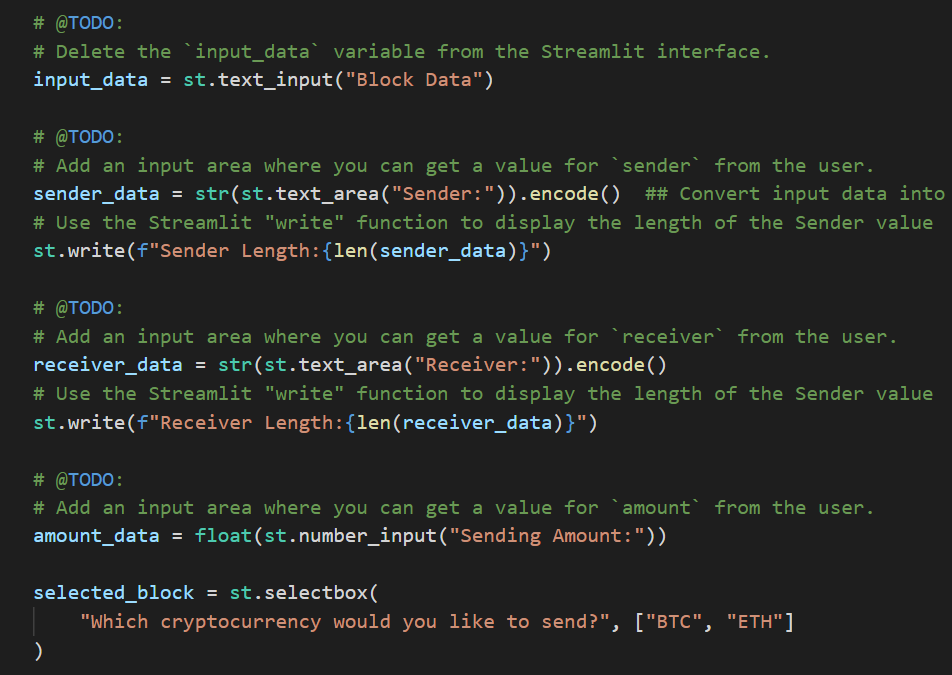 # @TODO:
# Delete the `input_data` variable from the Streamlit interface.
input_data = st.text_input("Block Data")
# @TODO:
# Add an input area where you can get a value for `sender` from the user.
sender_data = str(st.text_area("Sender:")).encode()  ## Convert input data into
# Use the Streamlit "write" function to display the length of the Sender value
st.write(f"Sender Length:{len(sender_data)}")
# @TODO:
# Add an input area where you can get a value for `receiver` from the user.
receiver_data = str(st.text_area("Receiver:")).encode()
# Use the Streamlit "write" function to display the length of the Sender value
st.write(f"Receiver Length:{len(receiver_data)}")
# @TODO:
# Add an input area where you can get a value for `amount` from the user.
amount_data = float(st.number_input("Sending Amount:"))
selected_block = st.selectbox(
    "Which cryptocurrency would you like to send?", ["BTC", "ETH"]
)